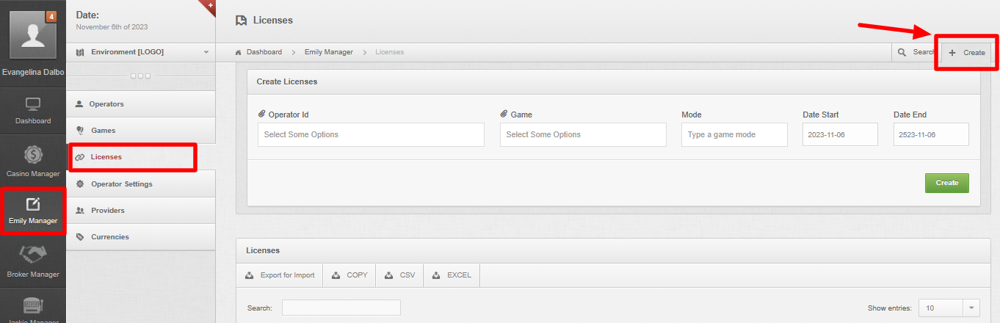 4
Evangelina Dalbo
Dashboard
Casino Manager
Emily Manager
Broker Manager
Jackie Manager
Date:
November 6th of 2023
+
Environment [LOGO]
Operators
Games
Licenses
Operator Settings
Providers
Currencies
Licenses
Dashboard > Emily Manager > Licenses
Search
+ Create
Create Licenses
Operator Id Game Mode Date Start Date End
Select Some Options Select Some Options Type a game mode 2023-11-06 2523-11-06
Create
Licenses
Export for Import COPY CSV EXCEL
Search: Show entries: 10